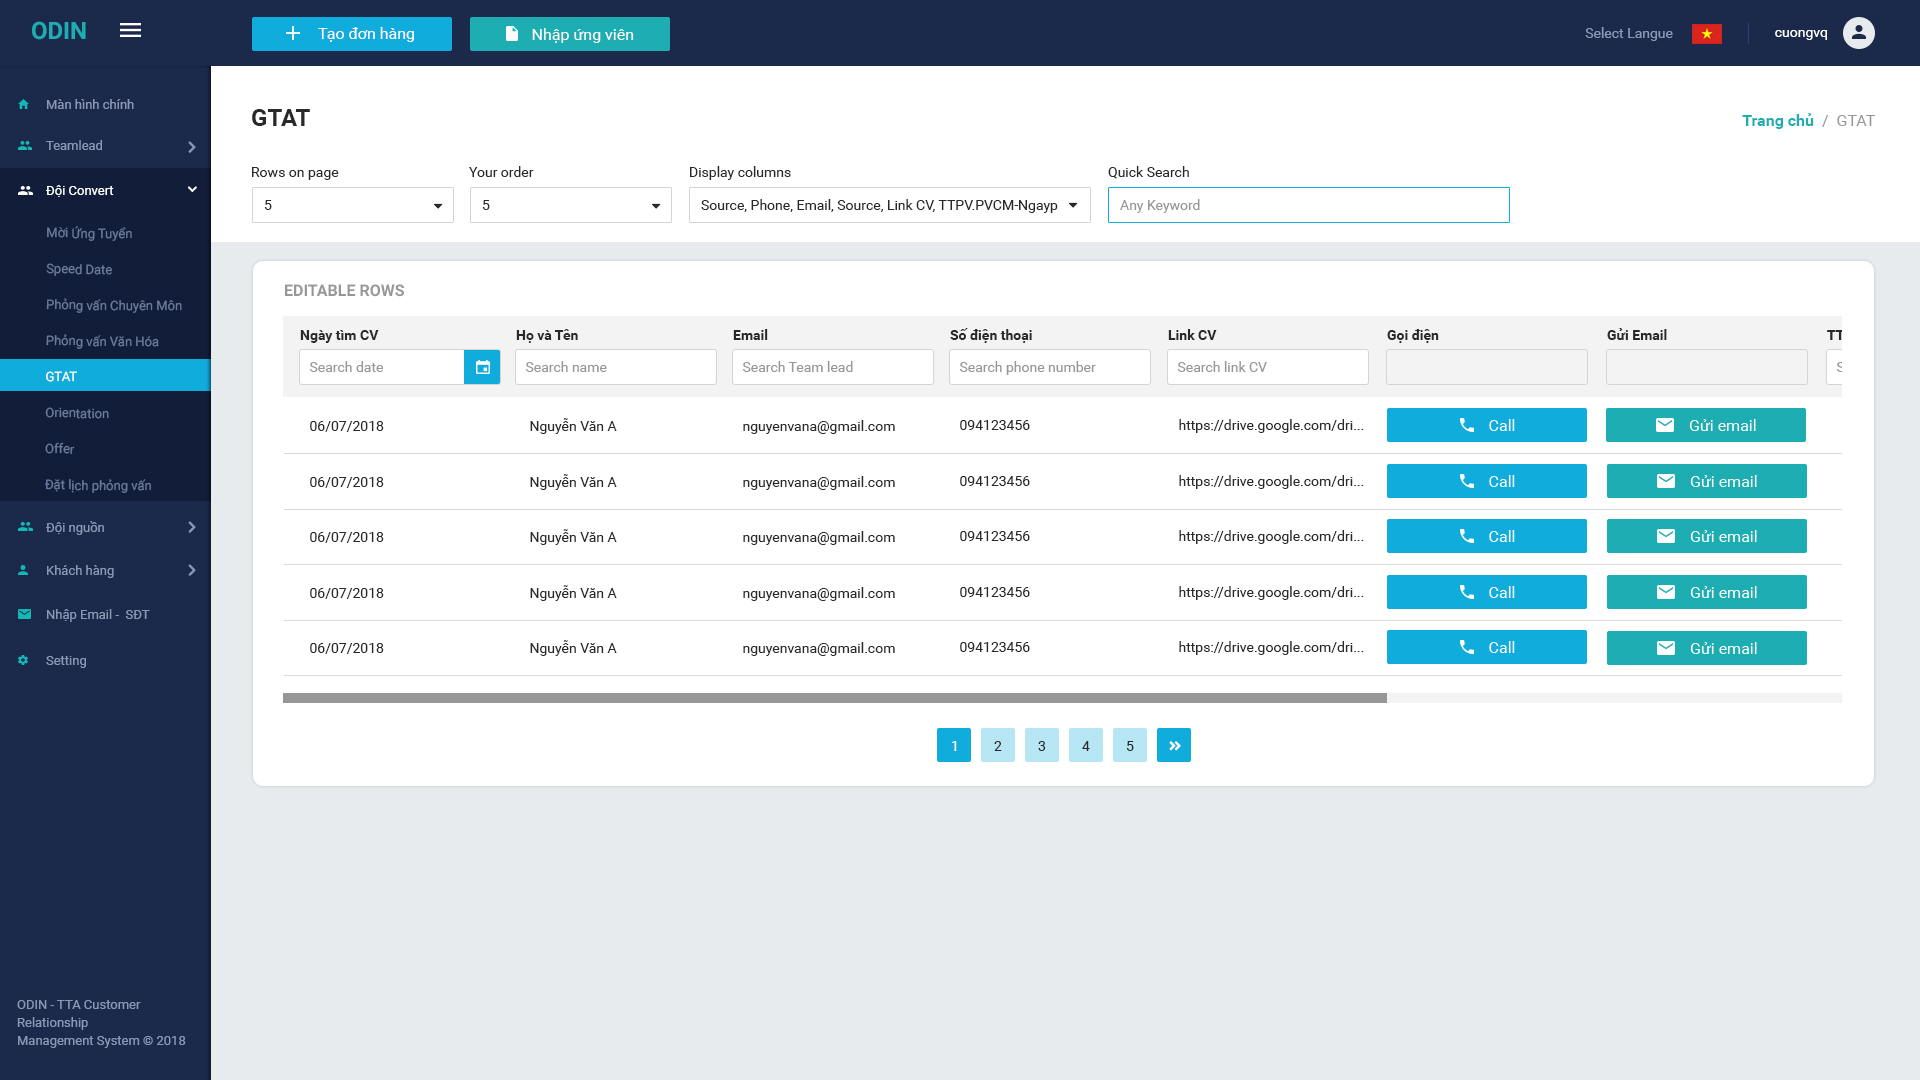 ODIN
Tạo đơn hàng
Nhập ứng viên
Select Langue
cuongvq
Màn hình chính
Teamlead
Đội Convert
Mời Ứng Tuyển
Speed Date
Phỏng vấn Chuyên Môn
Phỏng vấn Văn Hóa
GTAT
Orientation
Offer
Đặt lịch phỏng vấn
Đội nguồn
Khách hàng
Nhập Email - SĐT
Setting
ODIN - TTA Customer
Relationship
Management System © 2018
GTAT
Trang chủ / GTAT
Rows on page
Your order
Display columns
Quick Search
5
5
Source, Phone, Email, Source, Link CV, TTPV.PVCM-Ngayp
Any Keyword
EDITABLE ROWS
Ngày tìm CV
Họ và Tên
Email
Số điện thoại
Link CV
Gọi điện
Gửi Email
TT
Search date
Search name
Search Team lead
Search phone number
Search link CV
S
06/07/2018 Nguyễn Văn A nguyenvana@gmail.com 094123456 https://drive.google.com/dri... Call Gửi email
06/07/2018 Nguyễn Văn A nguyenvana@gmail.com 094123456 https://drive.google.com/dri... Call Gửi email
06/07/2018 Nguyễn Văn A nguyenvana@gmail.com 094123456 https://drive.google.com/dri... Call Gửi email
06/07/2018 Nguyễn Văn A nguyenvana@gmail.com 094123456 https://drive.google.com/dri... Call Gửi email
06/07/2018 Nguyễn Văn A nguyenvana@gmail.com 094123456 https://drive.google.com/dri... Call Gửi email
1 2 3 4 5 »